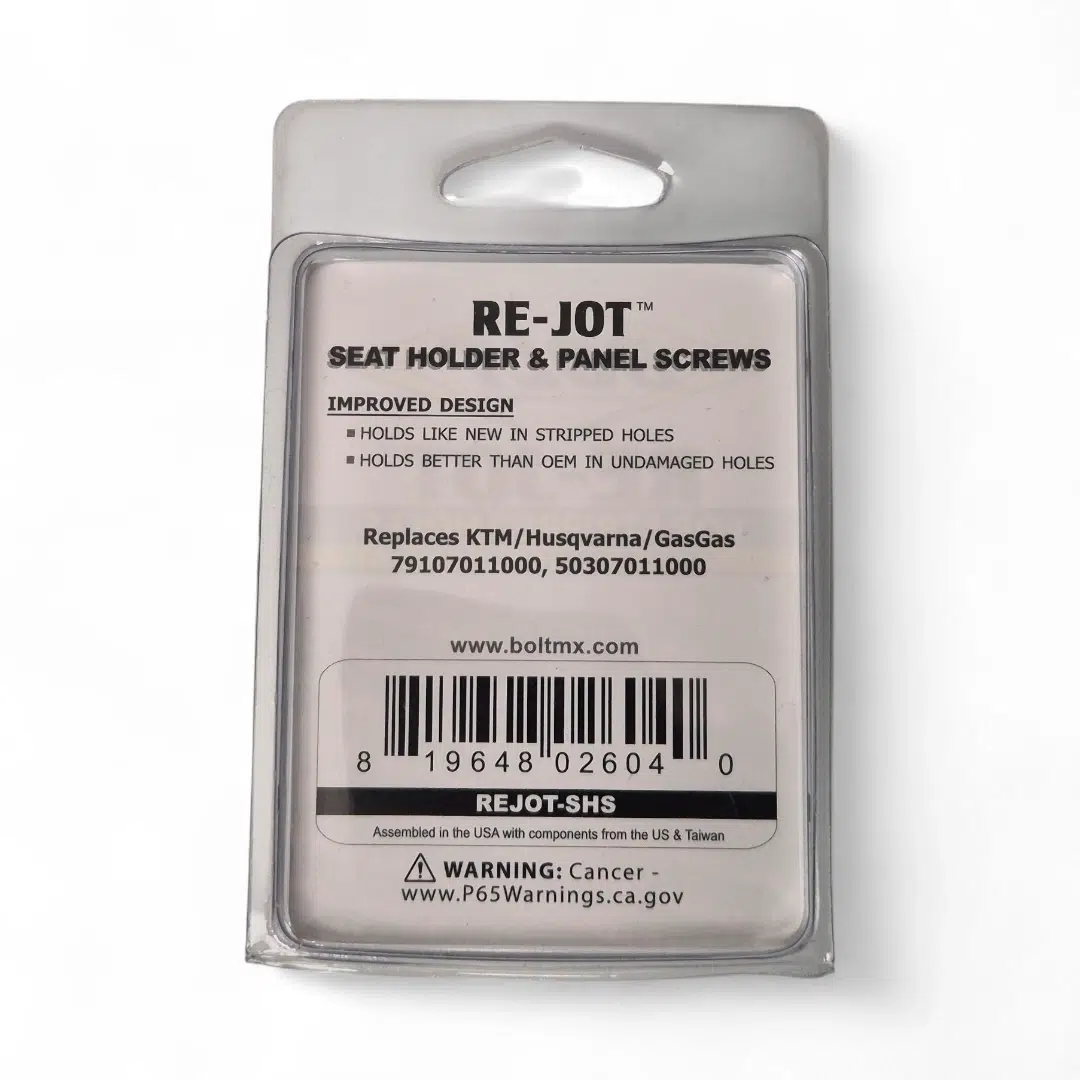 RE-JOT™
SEAT HOLDER & PANEL SCREWS
IMPROVED DESIGN
▪ HOLDS LIKE NEW IN STRIPPED HOLES
▪ HOLDS BETTER THAN OEM IN UNDAMAGED HOLES
Replaces KTM/Husqvarna/GasGas
79107011000, 50307011000
www.boltmx.com
8 19648 02604 0
REJOT-SHS
Assembled in the USA with components from the US & Taiwan
⚠ WARNING: Cancer -
www.P65Warnings.ca.gov